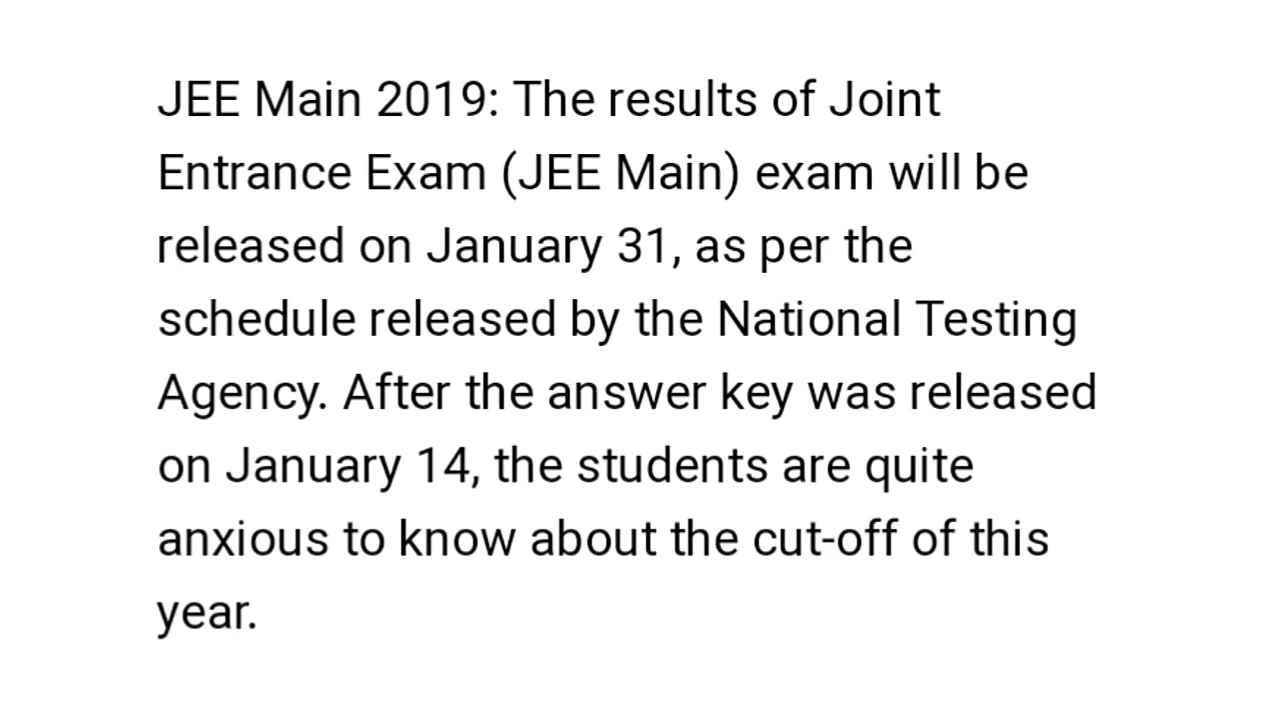 JEE Main 2019: The results of Joint
Entrance Exam (JEE Main) exam will be
released on January 31, as per the
schedule released by the National Testing
Agency. After the answer key was released
on January 14, the students are quite
anxious to know about the cut-off of this
year.